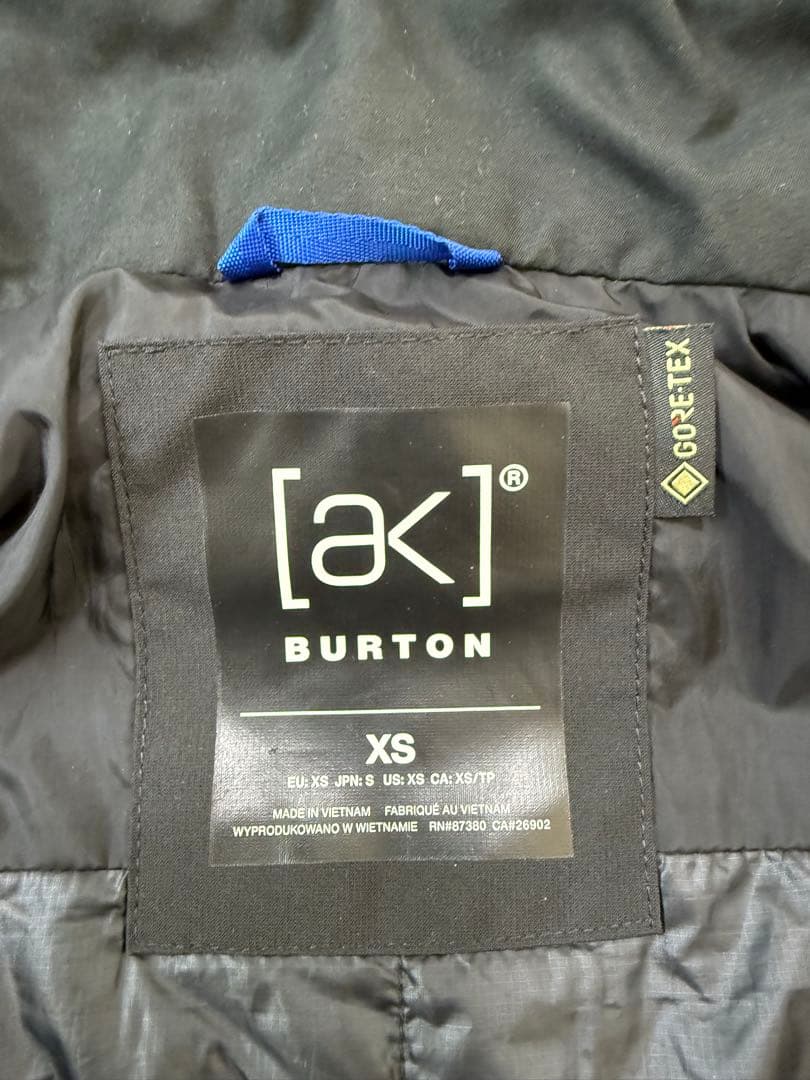 [ak]®
BURTON
XS
EU: XS JPN: S US: XS CA: XS/TP
MADE IN VIETNAM FABRIQUÉ AU VIETNAM
WYPRODUKOWANO W WIETNAMIE RN#87380 CA#26902
GORE-TEX